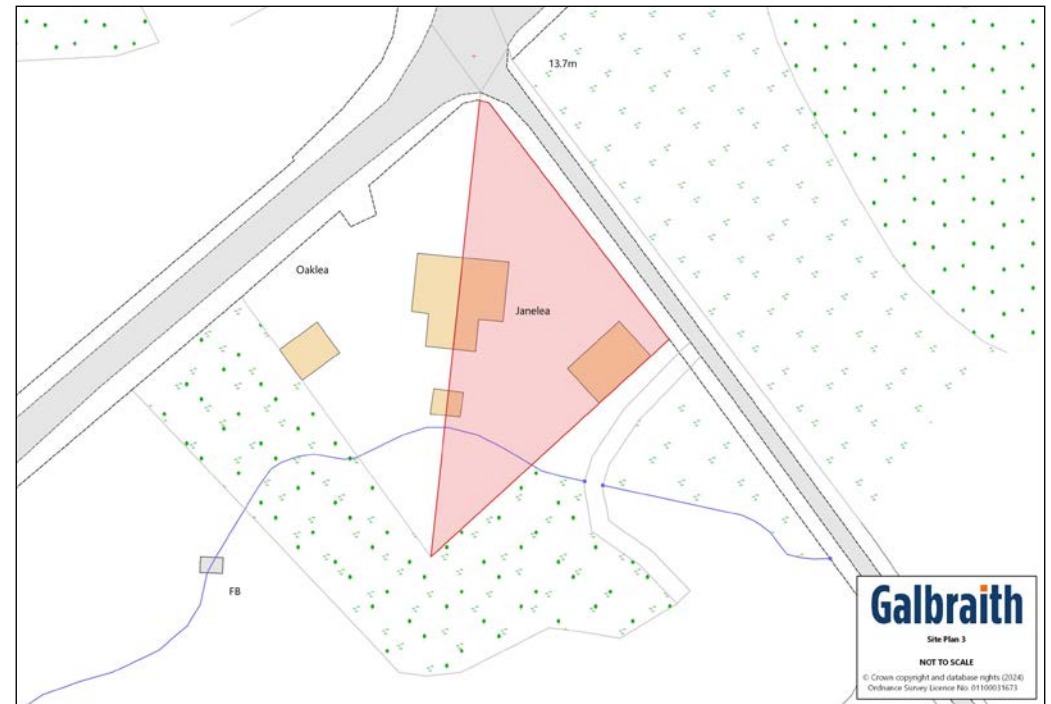 13.7m
Oaklea
Janelea
FB
Galbraith
Site Plan 3
NOT TO SCALE
© Crown copyright and database rights (2024)
Ordnance Survey Licence No. 01100031673